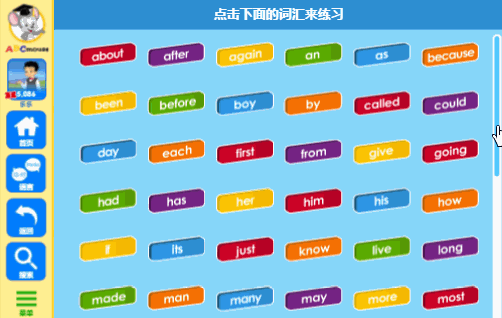 点击下面的词汇来练习
ABCmouse
5,086
乐乐
首页
语言
返回
搜索
菜单
about after again an as because
been before boy by called could
day each first from give going
had has her him his how
if its just know live long
made man many may more most